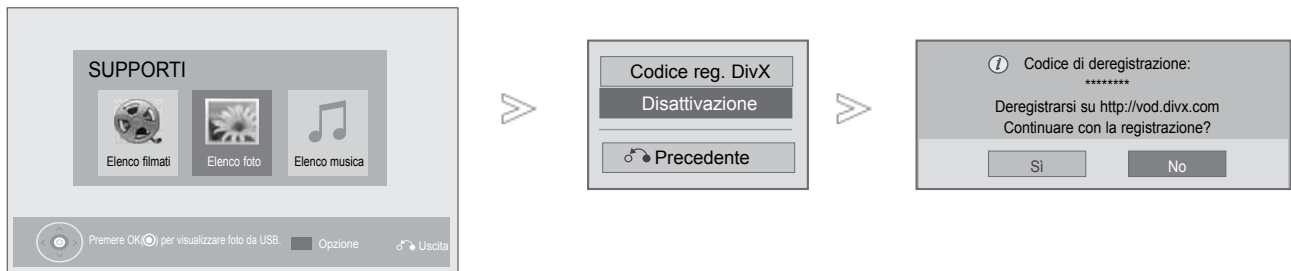 SUPPORTI
Elenco filmati
Elenco foto
Elenco musica
Premere OK(◉) per visualizzare foto da USB.
Opzione
Uscita
Codice reg. DivX
Disattivazione
Precedente
Codice di deregistrazione:
********
Deregistrarsi su http://vod.divx.com
Continuare con la registrazione?
Sì
No